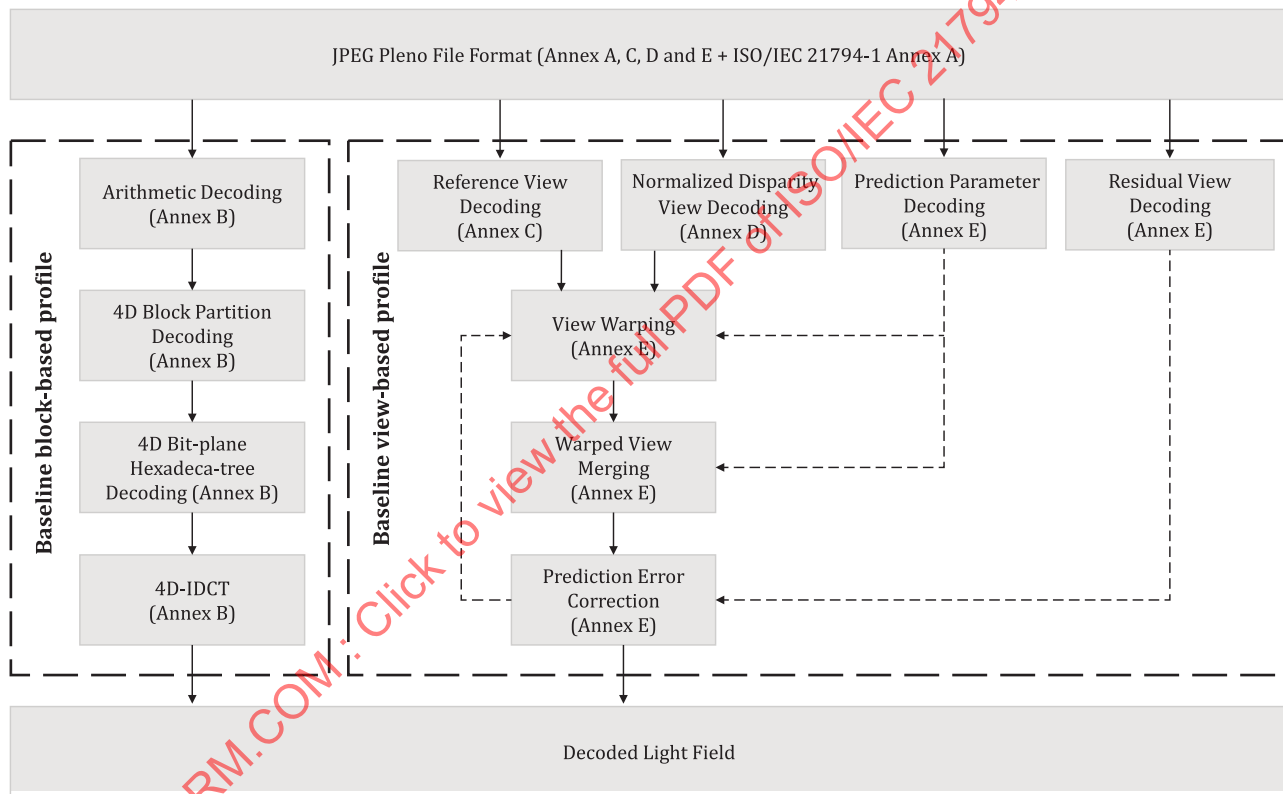 JPEG Pleno File Format (Annex A, C, D and E + ISO/IEC 21794-1 Annex A)
Baseline block-based profile
Arithmetic Decoding
(Annex B)
4D Block Partition
Decoding
(Annex B)
4D Bit-plane
Hexadeca-tree
Decoding (Annex B)
4D-IDCT
(Annex B)
Baseline view-based profile
Reference View
Decoding
(Annex C)
Normalized Disparity
View Decoding
(Annex D)
Prediction Parameter
Decoding
(Annex E)
Residual View
Decoding
(Annex E)
View Warping
(Annex E)
Warped View
Merging
(Annex E)
Prediction Error
Correction
(Annex E)
Decoded Light Field
RM.COM : Click to view the full PDF of ISO/IEC 21794